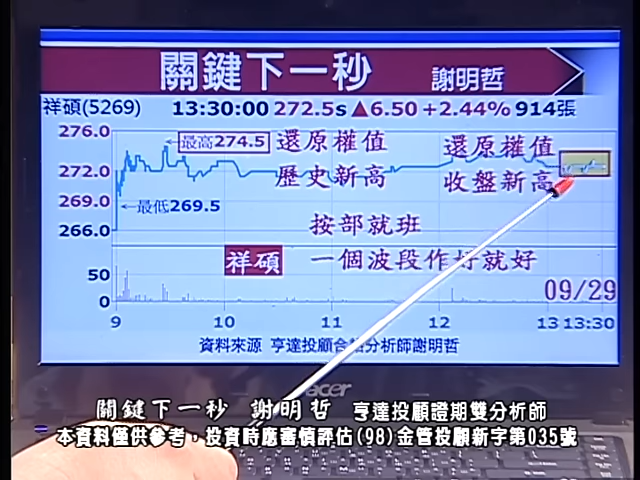 關鍵下一秒 謝明哲
祥碩(5269) 13:30:00 272.5s ▲6.50 +2.44% 914張
276.0
272.0
269.0
266.0
50
0
最高274.5
最低269.5
還原權值
歷史新高
還原權值
收盤新高
按部就班
祥碩 一個波段作好就好
09/29
9 10 11 12 13 13:30
資料來源 亨達投顧合格分析師謝明哲
acer
關鍵下一秒 謝明哲 亨達投顧證期雙分析師
本資料僅供參考，投資時應審慎評估(98)金管投顧新字第035號